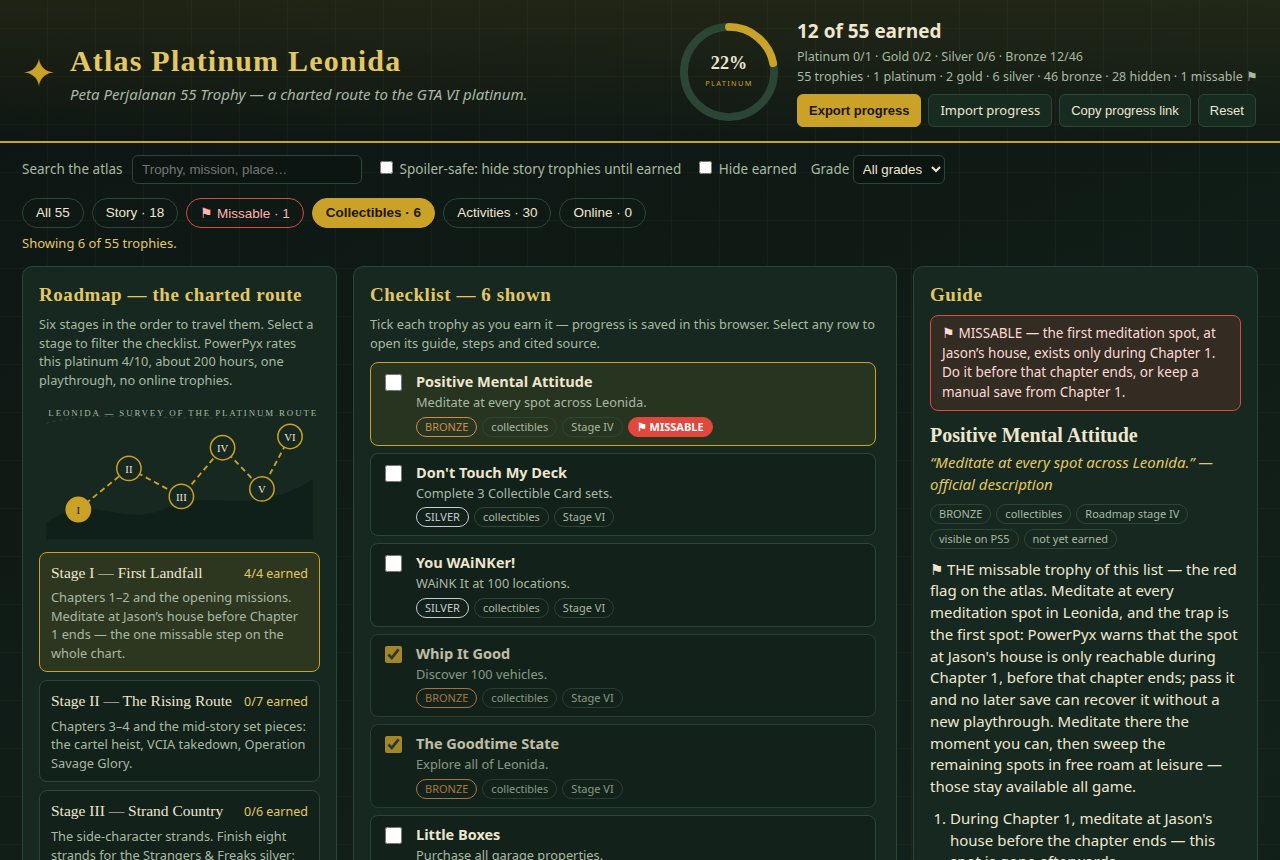 Atlas Platinum Leonida
Peta Perjalanan 55 Trophy — a charted route to the GTA VI platinum.
22%
PLATINUM
12 of 55 earned
Platinum 0/1 · Gold 0/2 · Silver 0/6 · Bronze 12/46
55 trophies · 1 platinum · 2 gold · 6 silver · 46 bronze · 28 hidden · 1 missable ⚑
Export progress
Import progress
Copy progress link
Reset
Search the atlas
Trophy, mission, place…
Spoiler-safe: hide story trophies until earned
Hide earned
Grade
All grades
All 55
Story · 18
⚑ Missable · 1
Collectibles · 6
Activities · 30
Online · 0
Showing 6 of 55 trophies.
Roadmap — the charted route
Six stages in the order to travel them. Select a
stage to filter the checklist. PowerPyx rates
this platinum 4/10, about 200 hours, one
playthrough, no online trophies.
LEONIDA — SURVEY OF THE PLATINUM ROUTE
I
II
III
IV
V
VI
Stage I — First Landfall
4/4 earned
Chapters 1–2 and the opening missions.
Meditate at Jason's house before Chapter
1 ends — the one missable step on the
whole chart.
Stage II — The Rising Route
0/7 earned
Chapters 3–4 and the mid-story set pieces:
the cartel heist, VCIA takedown, Operation
Savage Glory.
Stage III — Strand Country
0/6 earned
The side-character strands. Finish eight
strands for the Strangers & Freaks silver;
Checklist — 6 shown
Tick each trophy as you earn it — progress is saved in this browser. Select any row to
open its guide, steps and cited source.
Positive Mental Attitude
Meditate at every spot across Leonida.
BRONZE
collectibles
Stage IV
⚑ MISSABLE
Don't Touch My Deck
Complete 3 Collectible Card sets.
SILVER
collectibles
Stage VI
You WAiNKer!
WAiNK It at 100 locations.
SILVER
collectibles
Stage VI
Whip It Good
Discover 100 vehicles.
BRONZE
collectibles
Stage VI
The Goodtime State
Explore all of Leonida.
BRONZE
collectibles
Stage VI
Little Boxes
Purchase all garage properties.
Guide
⚑ MISSABLE — the first meditation spot, at
Jason's house, exists only during Chapter 1.
Do it before that chapter ends, or keep a
manual save from Chapter 1.
Positive Mental Attitude
“Meditate at every spot across Leonida.” —
official description
BRONZE
collectibles
Roadmap stage IV
visible on PS5
not yet earned
⚑ THE missable trophy of this list — the red
flag on the atlas. Meditate at every
meditation spot in Leonida, and the trap is
the first spot: PowerPyx warns that the spot
at Jason's house is only reachable during
Chapter 1, before that chapter ends; pass it
and no later save can recover it without a
new playthrough. Meditate there the
moment you can, then sweep the
remaining spots in free roam at leisure —
those stay available all game.
1. During Chapter 1, meditate at Jason's
house before the chapter ends — this
spot is gone afterwards.